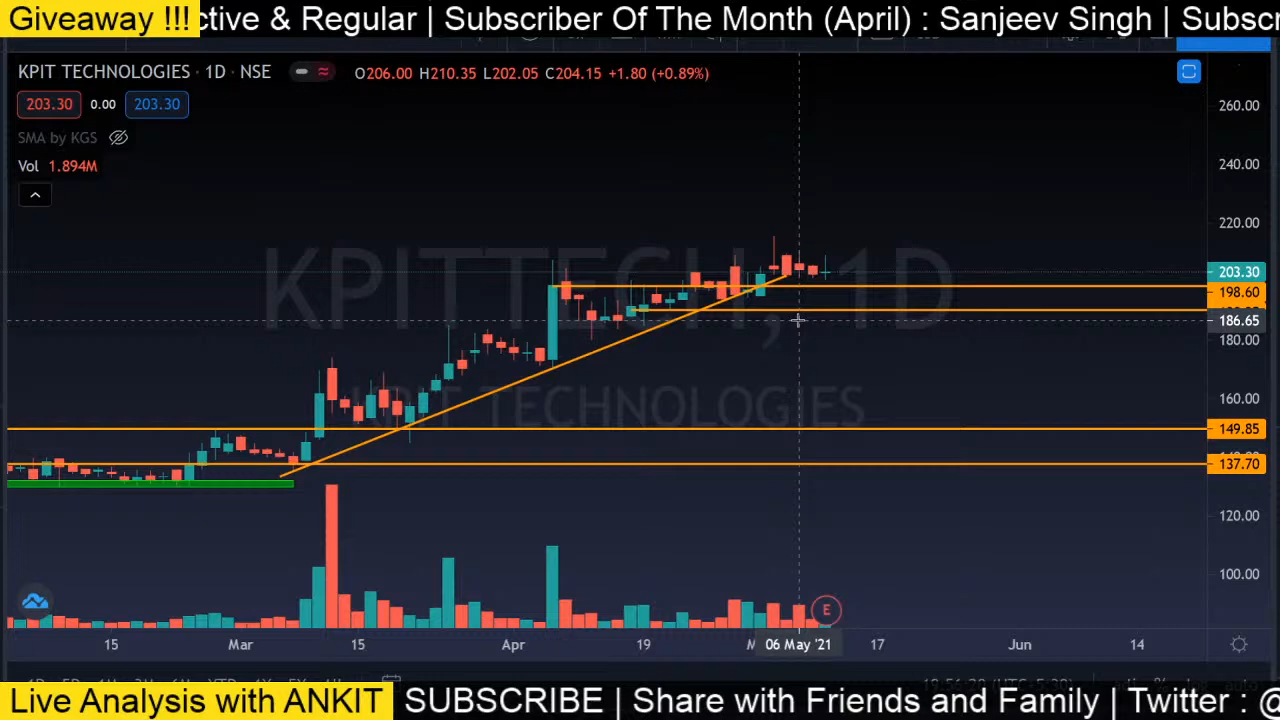 Giveaway !!! ctive & Regular | Subscriber Of The Month (April) : Sanjeev Singh | Subsc
KPIT TECHNOLOGIES · 1D · NSE O206.00 H210.35 L202.05 C204.15 +1.80 (+0.89%)
203.30 0.00 203.30
SMA by KGS
Vol 1.894M
KPITTECH, 1D
KPIT TECHNOLOGIES
260.00
240.00
220.00
203.30
198.60
186.65
180.00
160.00
149.85
137.70
120.00
100.00
E
15 Mar 15 Apr 19 06 May '21 17 Jun 14
Live Analysis with ANKIT SUBSCRIBE | Share with Friends and Family | Twitter : @